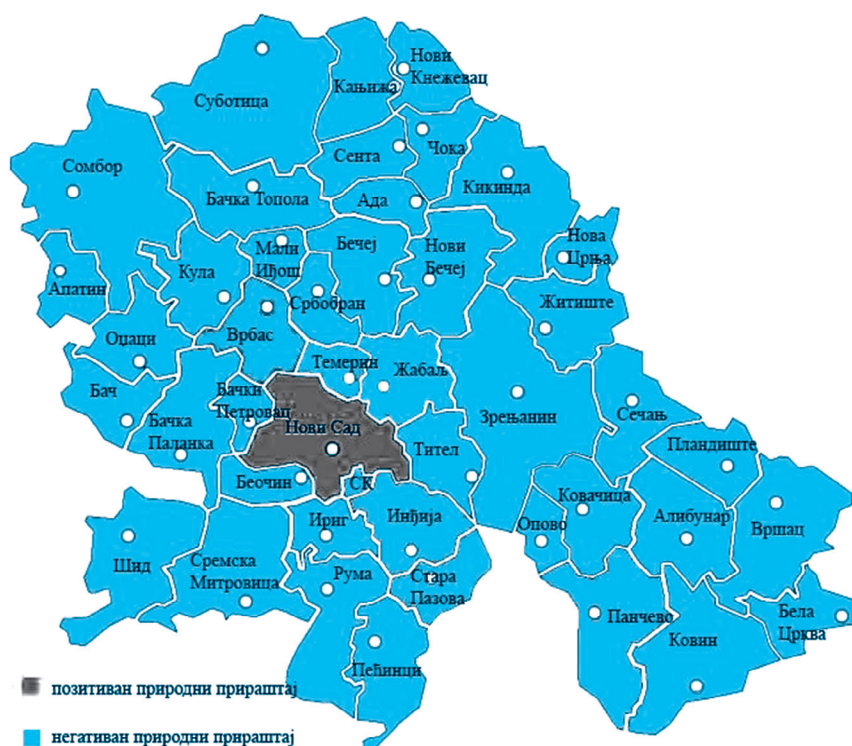 Суботица
Кањижа
Нови
Кнежевац
Сомбор
Сента
Чока
Кикинда
Бачка Топола
Ада
Апатин
Кула
Мали
Иђош
Бечеј
Нови
Бечеј
Нова
Црња
Србобран
Житиште
Оџаци
Врбас
Темерин
Жабаљ
Бач
Бачка
Паланка
Бачки
Петровац
Нови Сад
Зрењанин
Сечањ
Тител
Пландиште
Беочин
СК
Ковачица
Опово
Алибунар
Вршац
Шид
Сремска
Митровица
Ириг
Инђија
Рума
Стара
Пазова
Панчево
Ковин
Бела
Црква
Пећинци
позитиван природни прираштај
негативан природни прираштај